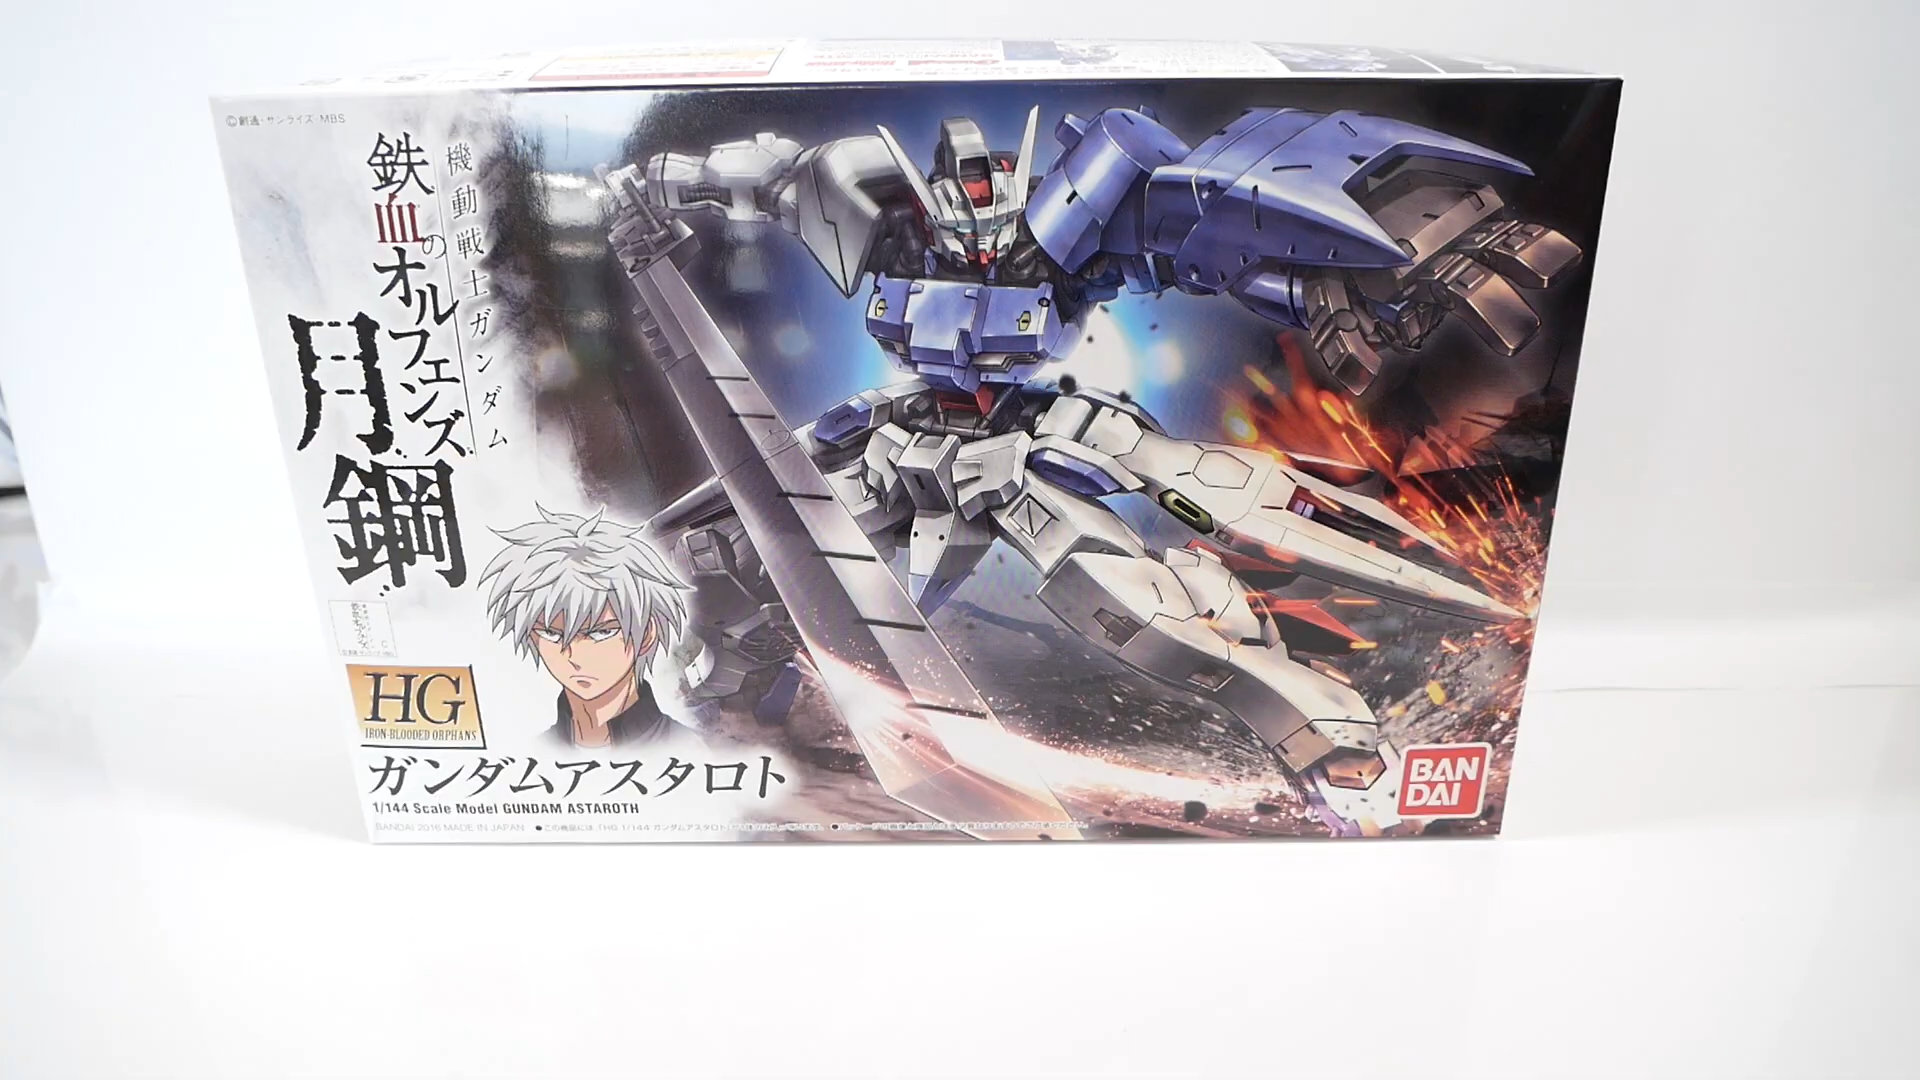 ©創通・サンライズ・MBS
機動戦士ガンダム
鉄血のオルフェンズ
月鋼
HG
IRON-BLOODED ORPHANS
ガンダムアスタロト
1/144 Scale Model GUNDAM ASTAROTH
BANDAI 2016 MADE IN JAPAN
BAN
DAI